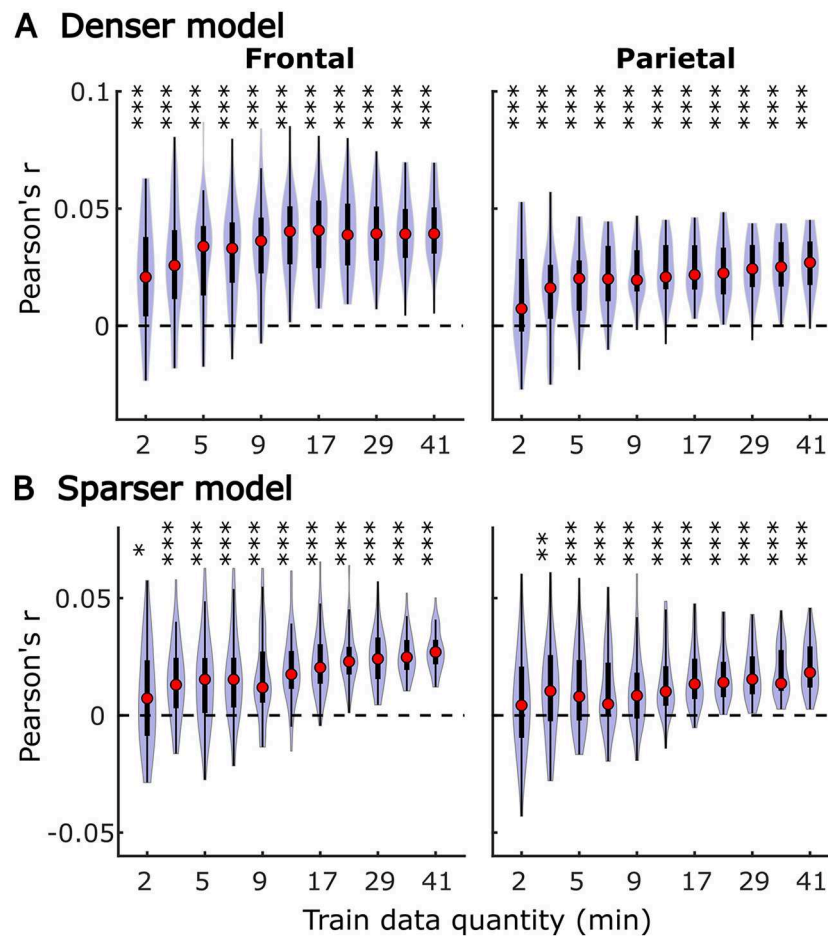 A Denser model
Frontal Parietal
*** *** *** *** *** *** *** *** *** *** *** *** *** *** *** *** *** *** *** *** *** ***
0.1
0.05
0
Pearson's r
2 5 9 17 29 41 2 5 9 17 29 41
B Sparser model
* *** *** *** *** *** *** *** *** *** *** ** *** *** *** *** *** *** *** *** ***
0.05
0
-0.05
Pearson's r
2 5 9 17 29 41 2 5 9 17 29 41
Train data quantity (min)